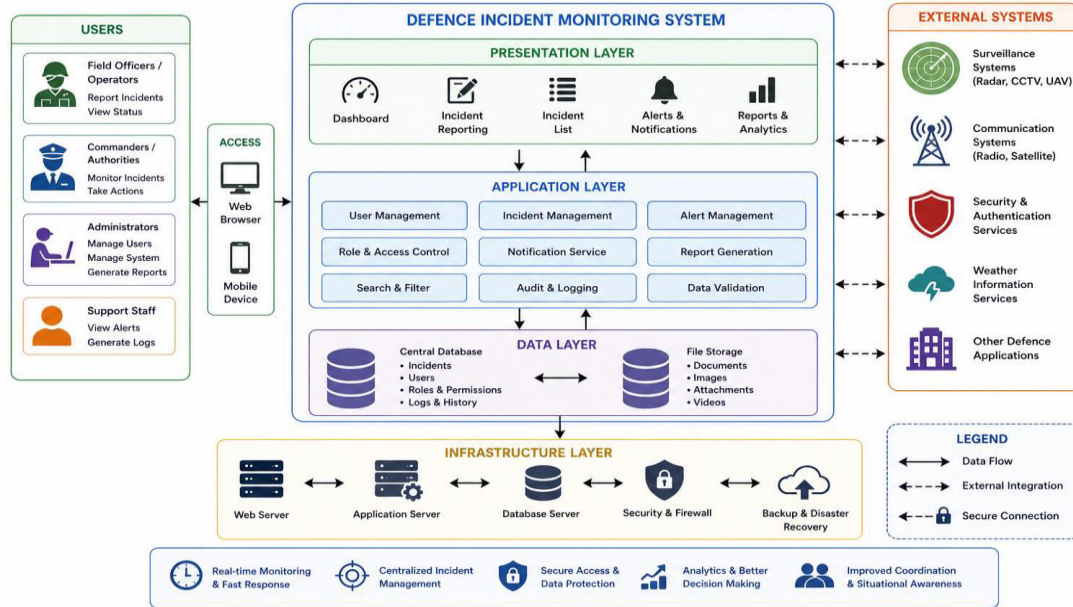 USERS
Field Officers /
Operators
Report Incidents
View Status
Commanders /
Authorities
Monitor Incidents
Take Actions
Administrators
Manage Users
Manage System
Generate Reports
Support Staff
View Alerts
Generate Logs
ACCESS
Web
Browser
Mobile
Device
DEFENCE INCIDENT MONITORING SYSTEM
PRESENTATION LAYER
Dashboard
Incident
Reporting
Incident
List
Alerts &
Notifications
Reports &
Analytics
APPLICATION LAYER
User Management
Incident Management
Alert Management
Role & Access Control
Notification Service
Report Generation
Search & Filter
Audit & Logging
Data Validation
DATA LAYER
Central Database
• Incidents
• Users
• Roles & Permissions
• Logs & History
File Storage
• Documents
• Images
• Attachments
• Videos
INFRASTRUCTURE LAYER
Web Server
Application Server
Database Server
Security & Firewall
Backup & Disaster
Recovery
EXTERNAL SYSTEMS
Surveillance
Systems
(Radar, CCTV, UAV)
Communication
Systems
(Radio, Satellite)
Security &
Authentication
Services
Weather
Information
Services
Other Defence
Applications
LEGEND
Data Flow
External Integration
Secure Connection
Real-time Monitoring
& Fast Response
Centralized Incident
Management
Secure Access &
Data Protection
Analytics & Better
Decision Making
Improved Coordination
& Situational Awareness